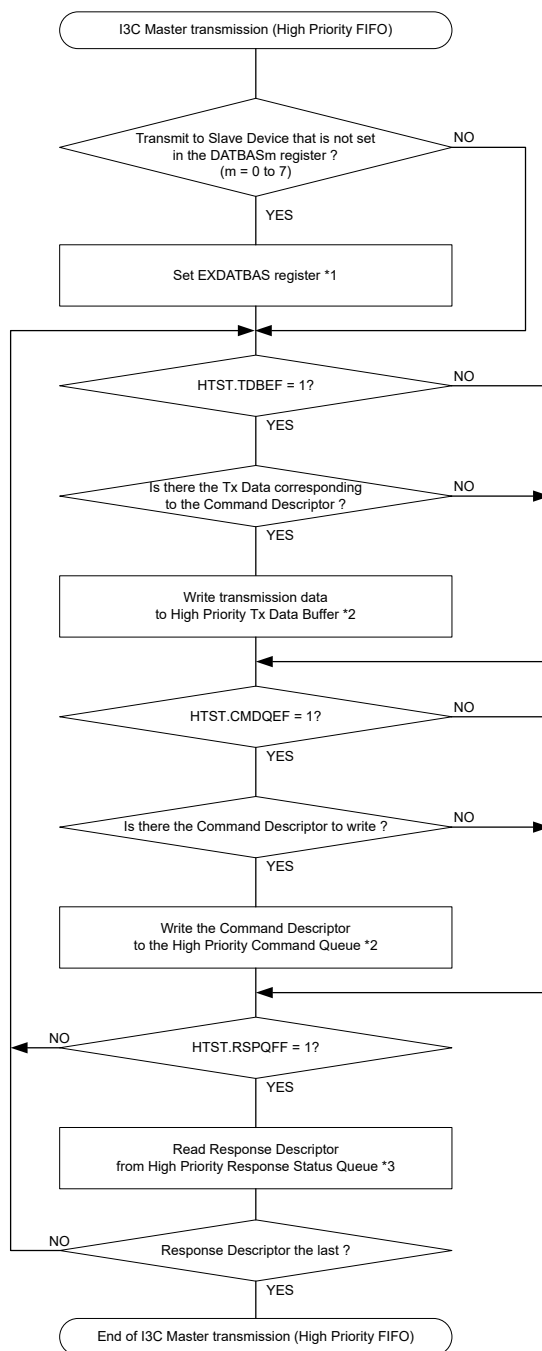 I3C Master transmission (High Priority FIFO)
Transmit to Slave Device that is not set
in the DATBASm register ?
(m = 0 to 7)
NO
YES
Set EXDATBAS register *1
HTST.TDBEF = 1?
NO
YES
Is there the Tx Data corresponding
to the Command Descriptor ?
NO
YES
Write transmission data
to High Priority Tx Data Buffer *2
HTST.CMDQEF = 1?
NO
YES
Is there the Command Descriptor to write ?
NO
YES
Write the Command Descriptor
to the High Priority Command Queue *2
NO
HTST.RSPQFF = 1?
YES
Read Response Descriptor
from High Priority Response Status Queue *3
NO
Response Descriptor the last ?
YES
End of I3C Master transmission (High Priority FIFO)